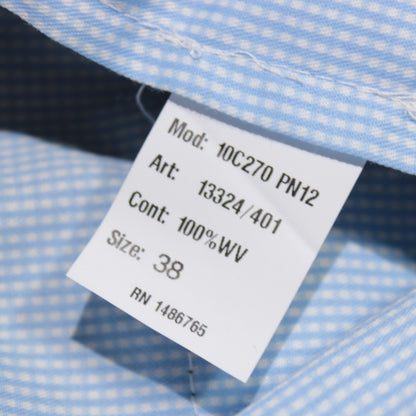 Mod: 10C270 PN12
Art: 13324/401
Cont: 100%WV
Size: 38
RN 1486765